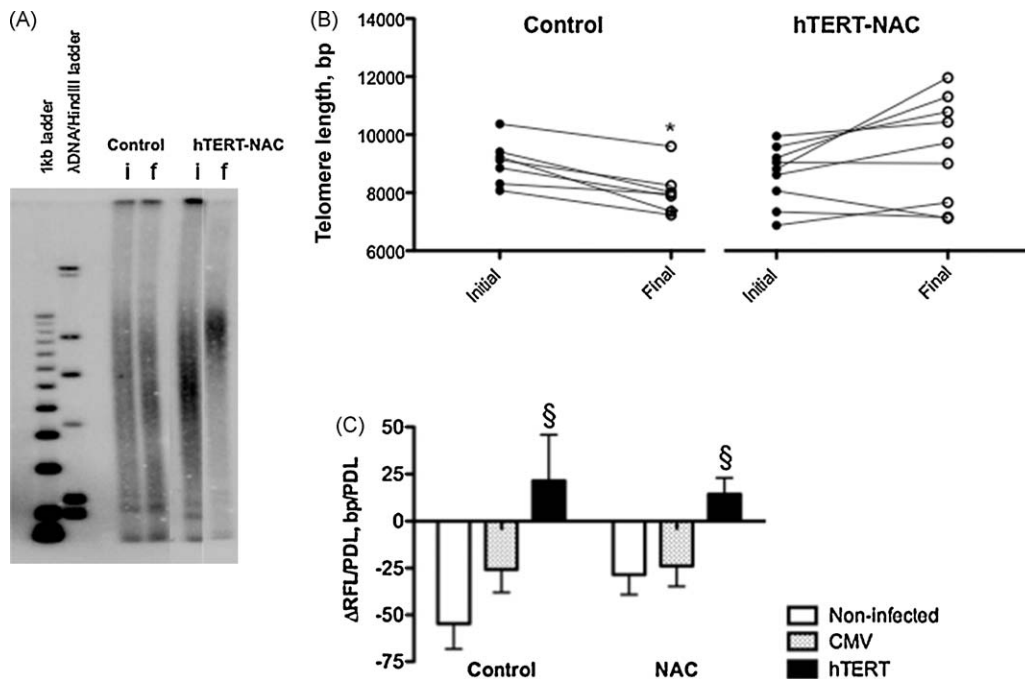 (A)
1kb ladder
λDNA/HindIII ladder
Control
hTERT-NAC
i
f
i
f
(B)
Control
hTERT-NAC
Telomere length, bp
14000
12000
10000
8000
6000
*
Initial
Final
Initial
Final
(C)
ΔRFL/PDL, bp/PDL
50
25
0
-25
-50
-75
§
§
Control
NAC
Non-infected
CMV
hTERT